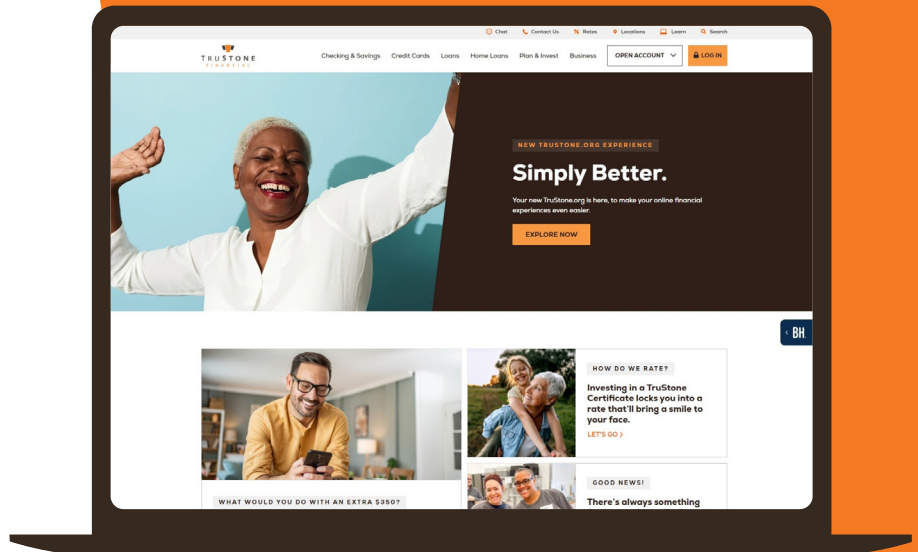 Chat Contact Us Rates Locations Learn Search
TRUSTONE
FINANCIAL
Checking & Savings Credit Cards Loans Home Loans Plan & Invest Business OPEN ACCOUNT LOG IN
NEW TRUSTONE.ORG EXPERIENCE
Simply Better.
Your new TruStone.org is here, to make your online financial
experiences even easier.
EXPLORE NOW
‹ BH.
HOW DO WE RATE?
Investing in a TruStone
Certificate locks you into a
rate that'll bring a smile to
your face.
LET'S GO >
GOOD NEWS!
There's always something
WHAT WOULD YOU DO WITH AN EXTRA $350?